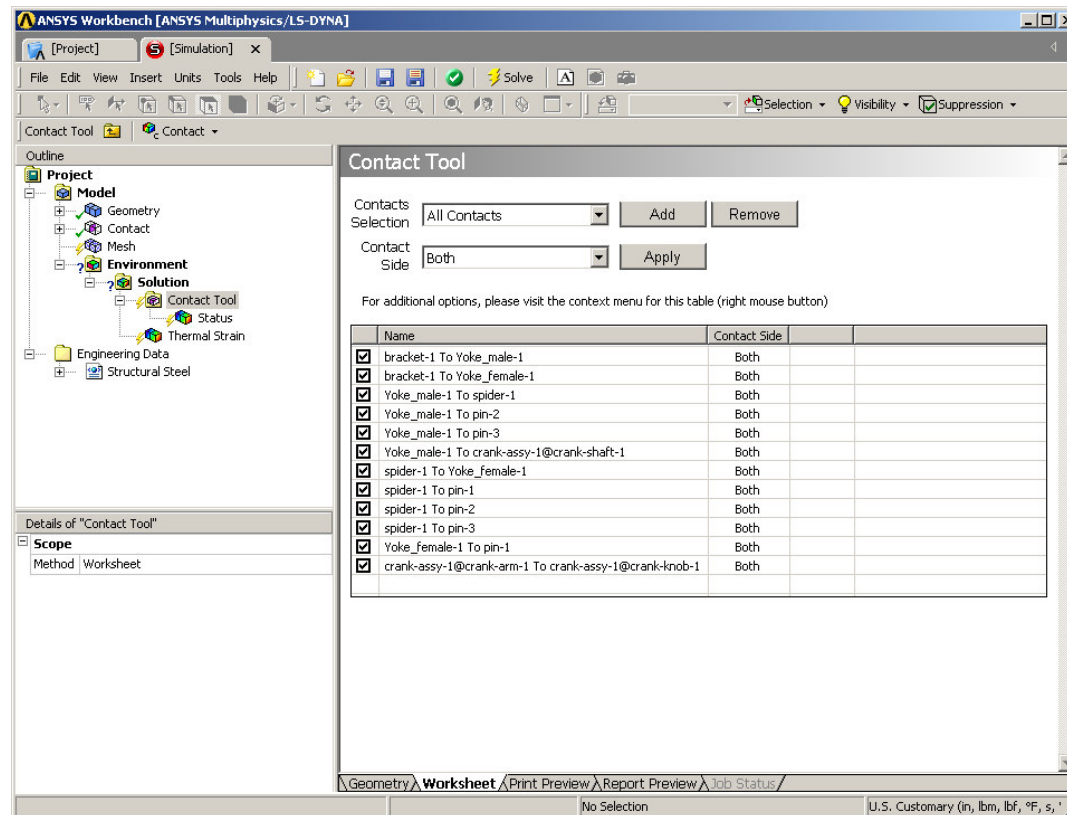 ANSYS Workbench [ANSYS Multiphysics/LS-DYNA]
[Project] [Simulation] x
File Edit View Insert Units Tools Help Solve A
Selection Visibility Suppression
Contact Tool Contact
Outline
Project
Model
Geometry
Contact
Mesh
Environment
Solution
Contact Tool
Status
Thermal Strain
Engineering Data
Structural Steel
Details of "Contact Tool"
Scope
Method Worksheet
Contact Tool
Contacts Selection All Contacts Add Remove
Contact Side Both Apply
For additional options, please visit the context menu for this table (right mouse button)
Name Contact Side
bracket-1 To Yoke_male-1 Both
bracket-1 To Yoke_female-1 Both
Yoke_male-1 To spider-1 Both
Yoke_male-1 To pin-2 Both
Yoke_male-1 To pin-3 Both
Yoke_male-1 To crank-assy-1@crank-shaft-1 Both
spider-1 To Yoke_female-1 Both
spider-1 To pin-1 Both
spider-1 To pin-2 Both
spider-1 To pin-3 Both
Yoke_female-1 To pin-1 Both
crank-assy-1@crank-arm-1 To crank-assy-1@crank-knob-1 Both
Geometry Worksheet Print Preview Report Preview Job Status
No Selection U.S. Customary (in, lbm, lbf, °F, s, '